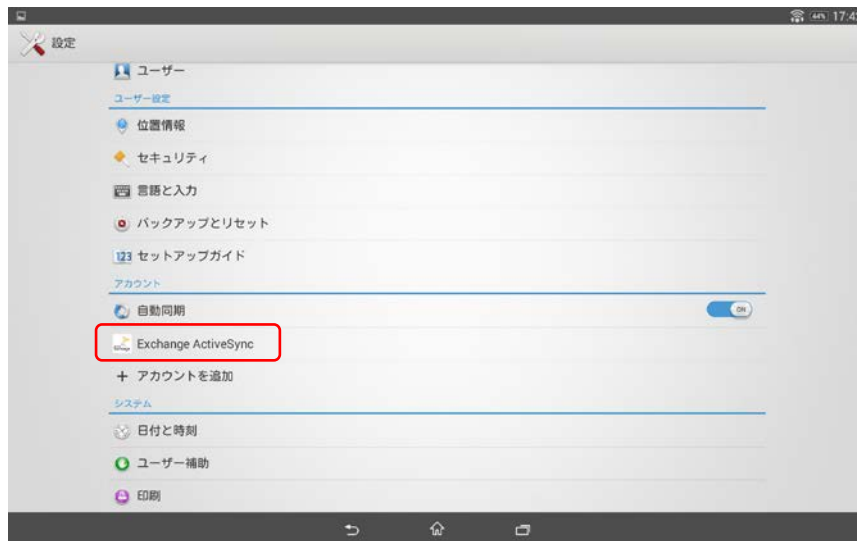 44% 17:42
設定
ユーザー
ユーザー設定
位置情報
セキュリティ
言語と入力
バックアップとリセット
123 セットアップガイド
アカウント
自動同期 ON
Exchange ActiveSync
+ アカウントを追加
システム
日付と時刻
ユーザー補助
印刷